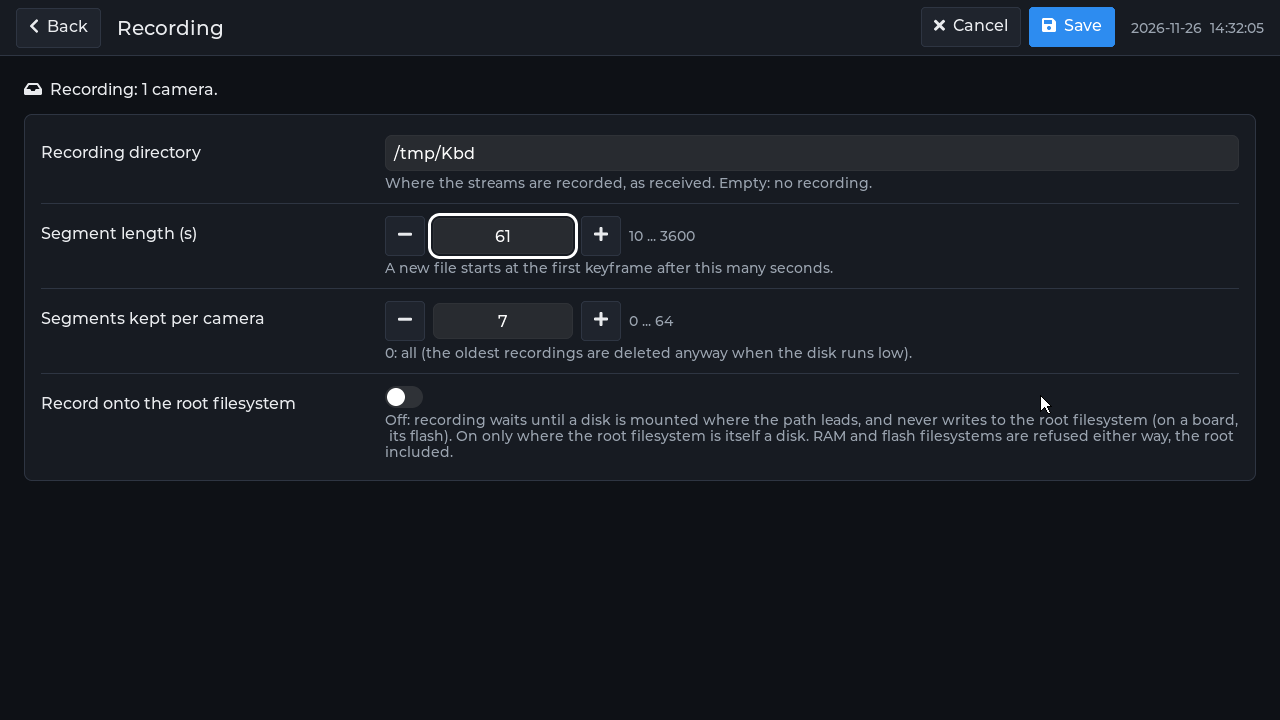 Back
Recording
Cancel
Save
2026-11-26 14:32:05
Recording: 1 camera.
Recording directory
/tmp/Kbd
Where the streams are recorded, as received. Empty: no recording.
Segment length (s)
61
10 ... 3600
A new file starts at the first keyframe after this many seconds.
Segments kept per camera
7
0 ... 64
0: all (the oldest recordings are deleted anyway when the disk runs low).
Record onto the root filesystem
Off: recording waits until a disk is mounted where the path leads, and never writes to the root filesystem (on a board,
its flash). On only where the root filesystem is itself a disk. RAM and flash filesystems are refused either way, the root
included.